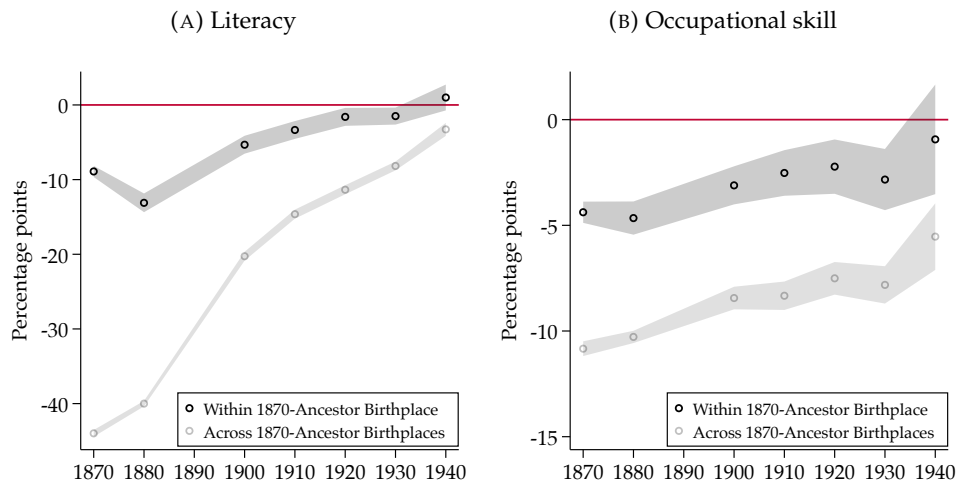 (A) Literacy
Percentage points
0
-10
-20
-30
-40
Within 1870-Ancestor Birthplace
Across 1870-Ancestor Birthplaces
1870 1880 1890 1900 1910 1920 1930 1940
(B) Occupational skill
Percentage points
0
-5
-10
-15
Within 1870-Ancestor Birthplace
Across 1870-Ancestor Birthplaces
1870 1880 1890 1900 1910 1920 1930 1940